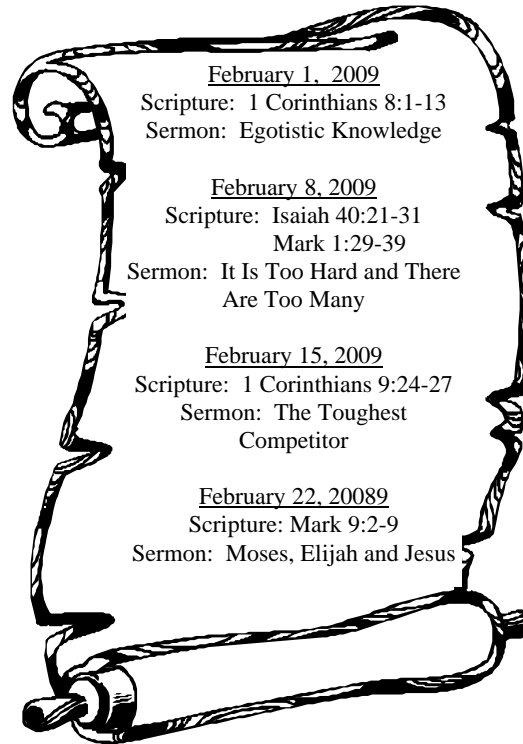 February 1,  2009
Scripture:  1 Corinthians 8:1-13
Sermon:  Egotistic Knowledge
February 8, 2009
Scripture:  Isaiah 40:21-31
Mark 1:29-39
Sermon:  It Is Too Hard and There
Are Too Many
February 15, 2009
Scripture:  1 Corinthians 9:24-27
Sermon:  The Toughest
Competitor
February 22, 20089
Scripture: Mark 9:2-9
Sermon:  Moses, Elijah and Jesus